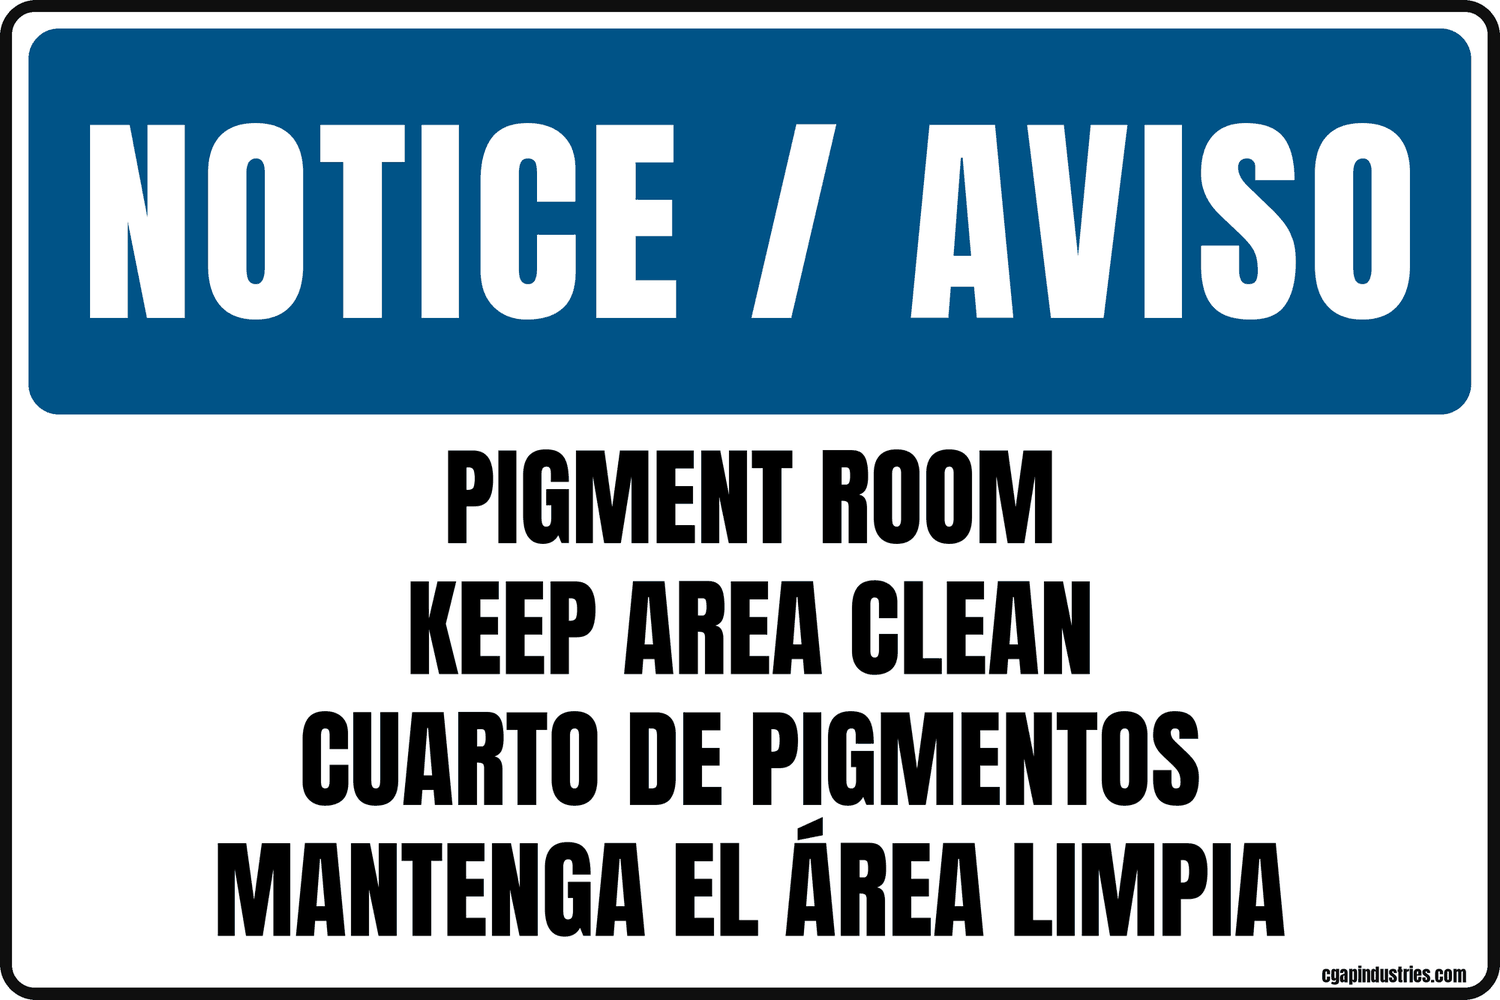 NOTICE / AVISO
PIGMENT ROOM
KEEP AREA CLEAN
CUARTO DE PIGMENTOS
MANTENGA EL ÁREA LIMPIA
cgapindustries.com